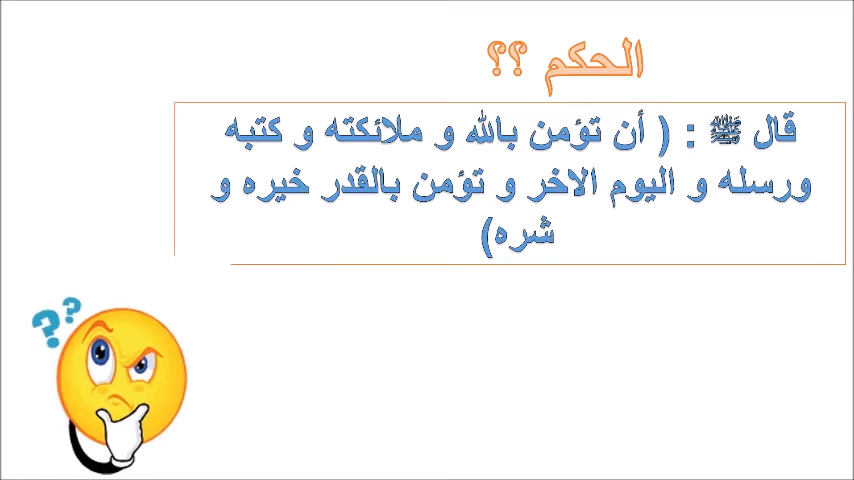 الحكم ؟؟
قال ﷺ : ( أن تؤمن بالله و ملائكته و كتبه
ورسله و اليوم الاخر و تؤمن بالقدر خيره و
شره)
? ?